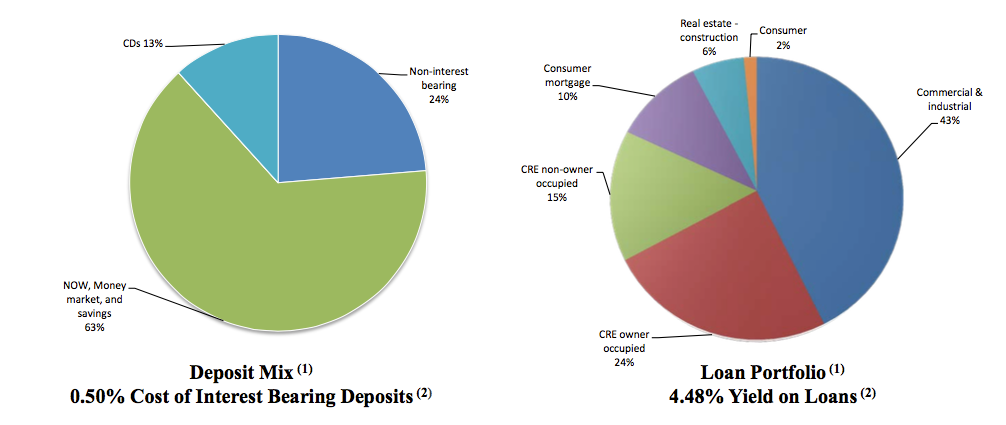 CDs 13%
Non-interest
bearing
24%
NOW, Money
market, and
savings
63%
Deposit Mix (1)
0.50% Cost of Interest Bearing Deposits (2)
Real estate -
construction
6%
Consumer
2%
Consumer
mortgage
10%
Commercial &
industrial
43%
CRE non-owner
occupied
15%
CRE owner
occupied
24%
Loan Portfolio (1)
4.48% Yield on Loans (2)